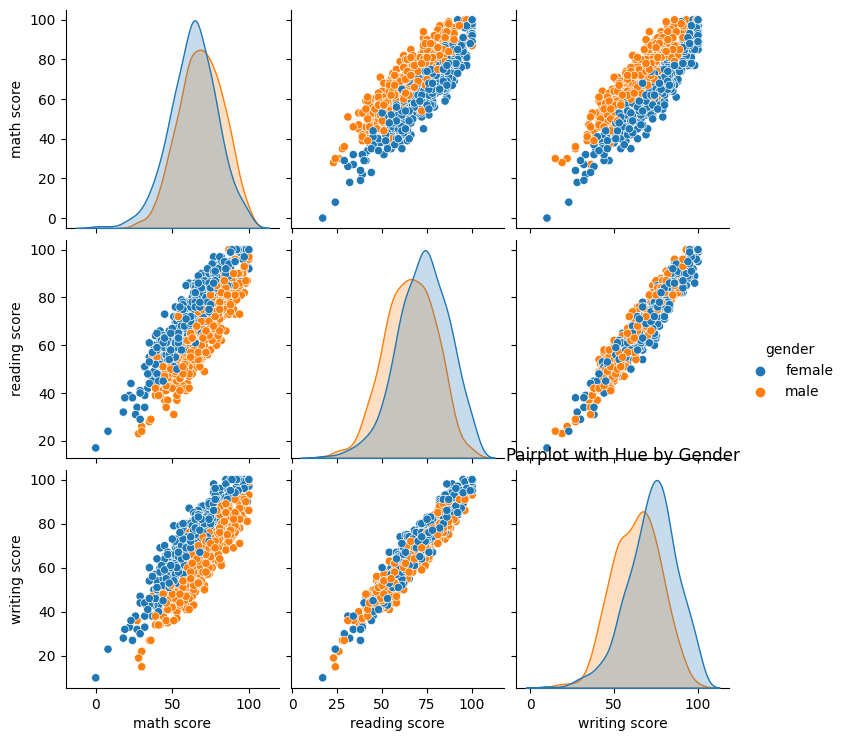 100
80
60
40
20
0
math score
100
80
60
40
20
reading score
gender
female
male
Pairplot with Hue by Gender
100
80
60
40
20
writing score
0 50 100
0 25 50 75 100
0 50 100
math score
reading score
writing score